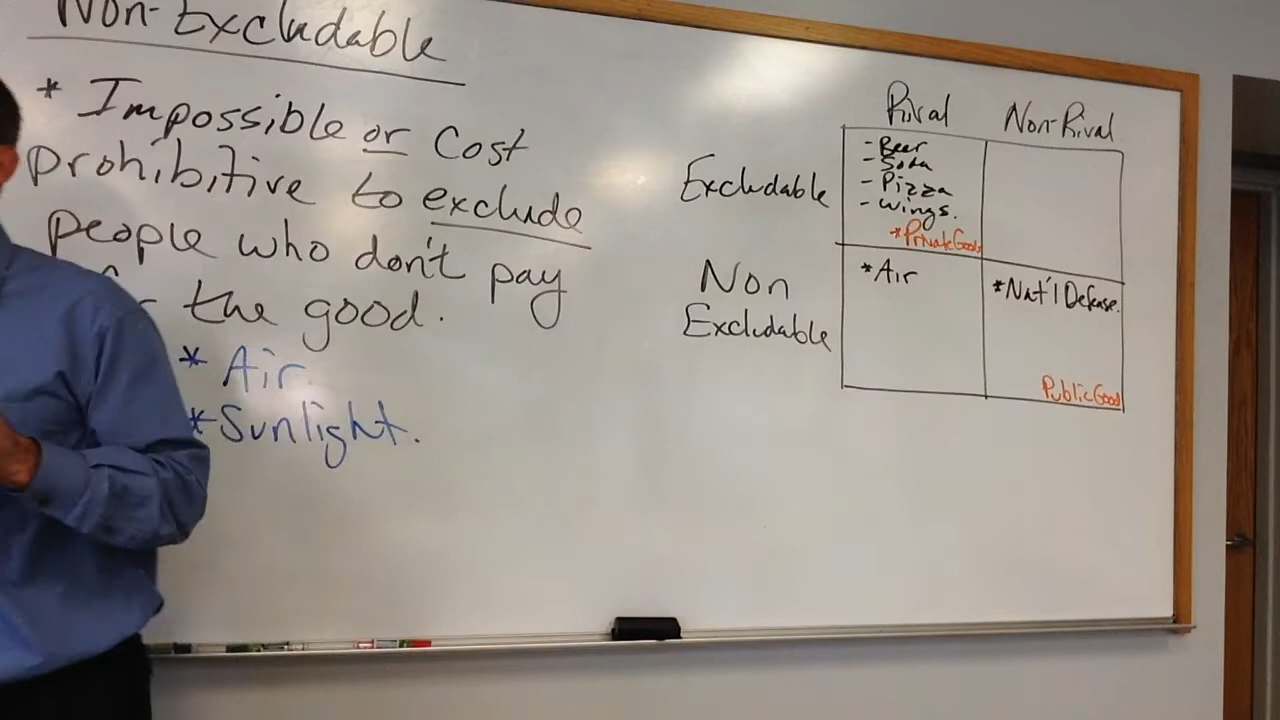 Non-Excludable
* Impossible or Cost
prohibitive to exclude
people who don't pay
the good.
* Air
* Sunlight.
Rival Non-Rival
Excludable
- Beer
- Soda
- Pizza
- Wings.
* Private Goods
Non
Excludable
* Air
* Nat'l Defense.
Public Good